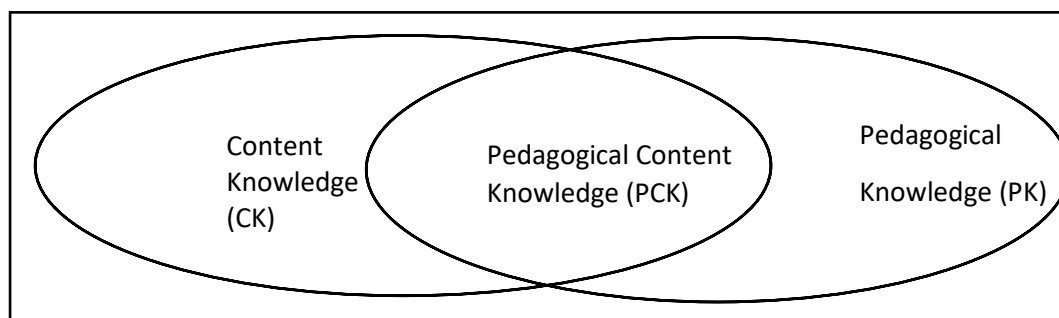 Content
Knowledge
(CK)
Pedagogical Content
Knowledge (PCK)
Pedagogical
Knowledge (PK)